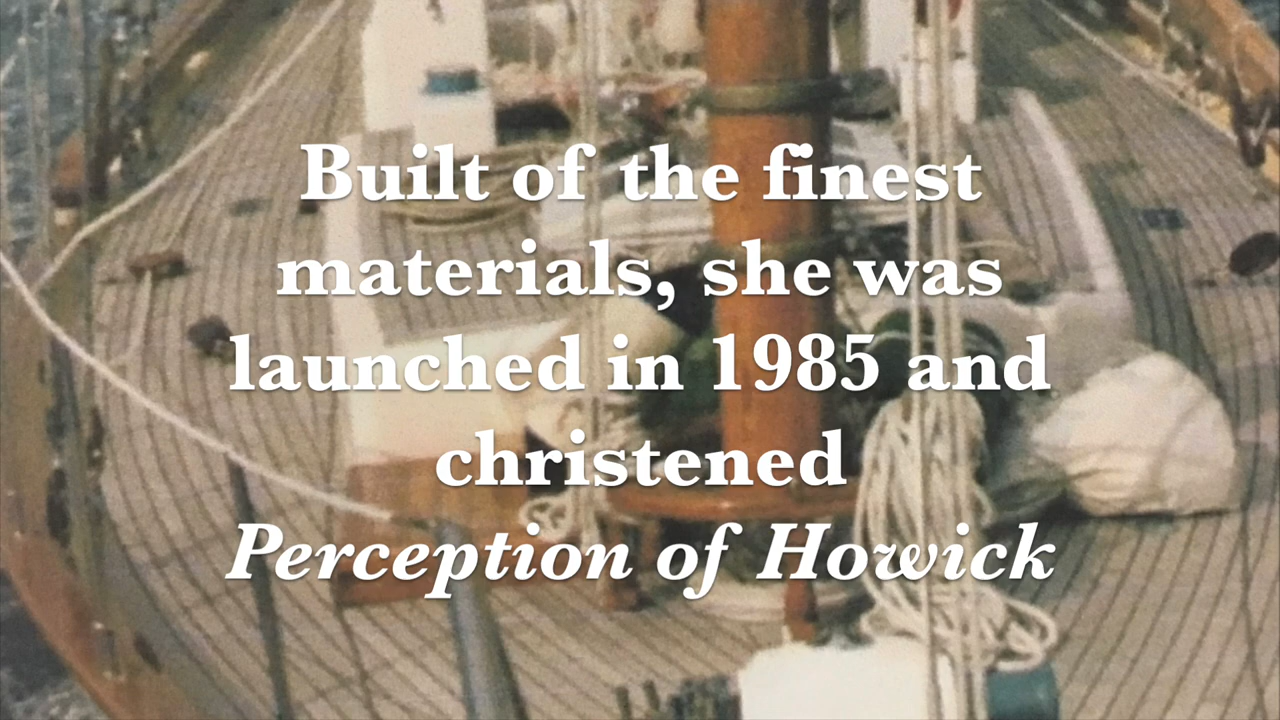 Built of the finest
materials, she was
launched in 1985 and
christened
Perception of Howick